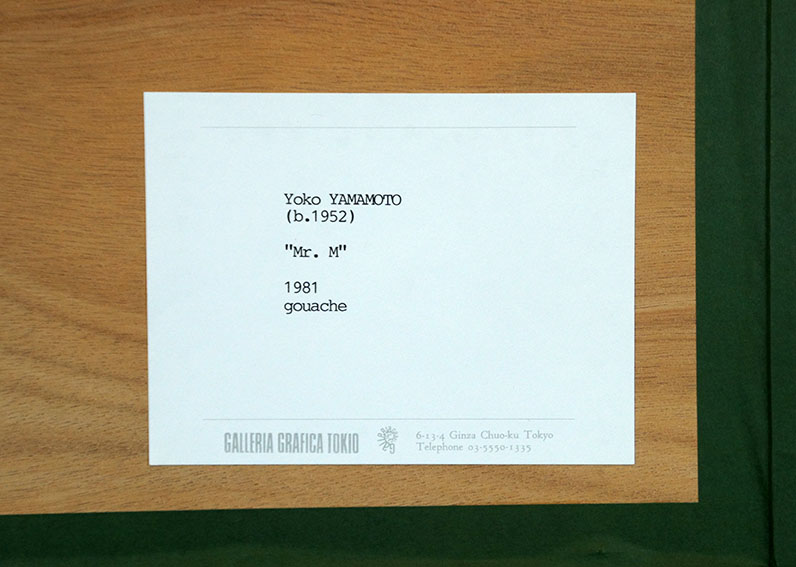 Yoko YAMAMOTO
(b.1952)
"Mr. M"
1981
gouache
GALLERIA GRAFICA TOKIO
6-13-4 Ginza Chuo-ku Tokyo
Telephone 03-5550-1335